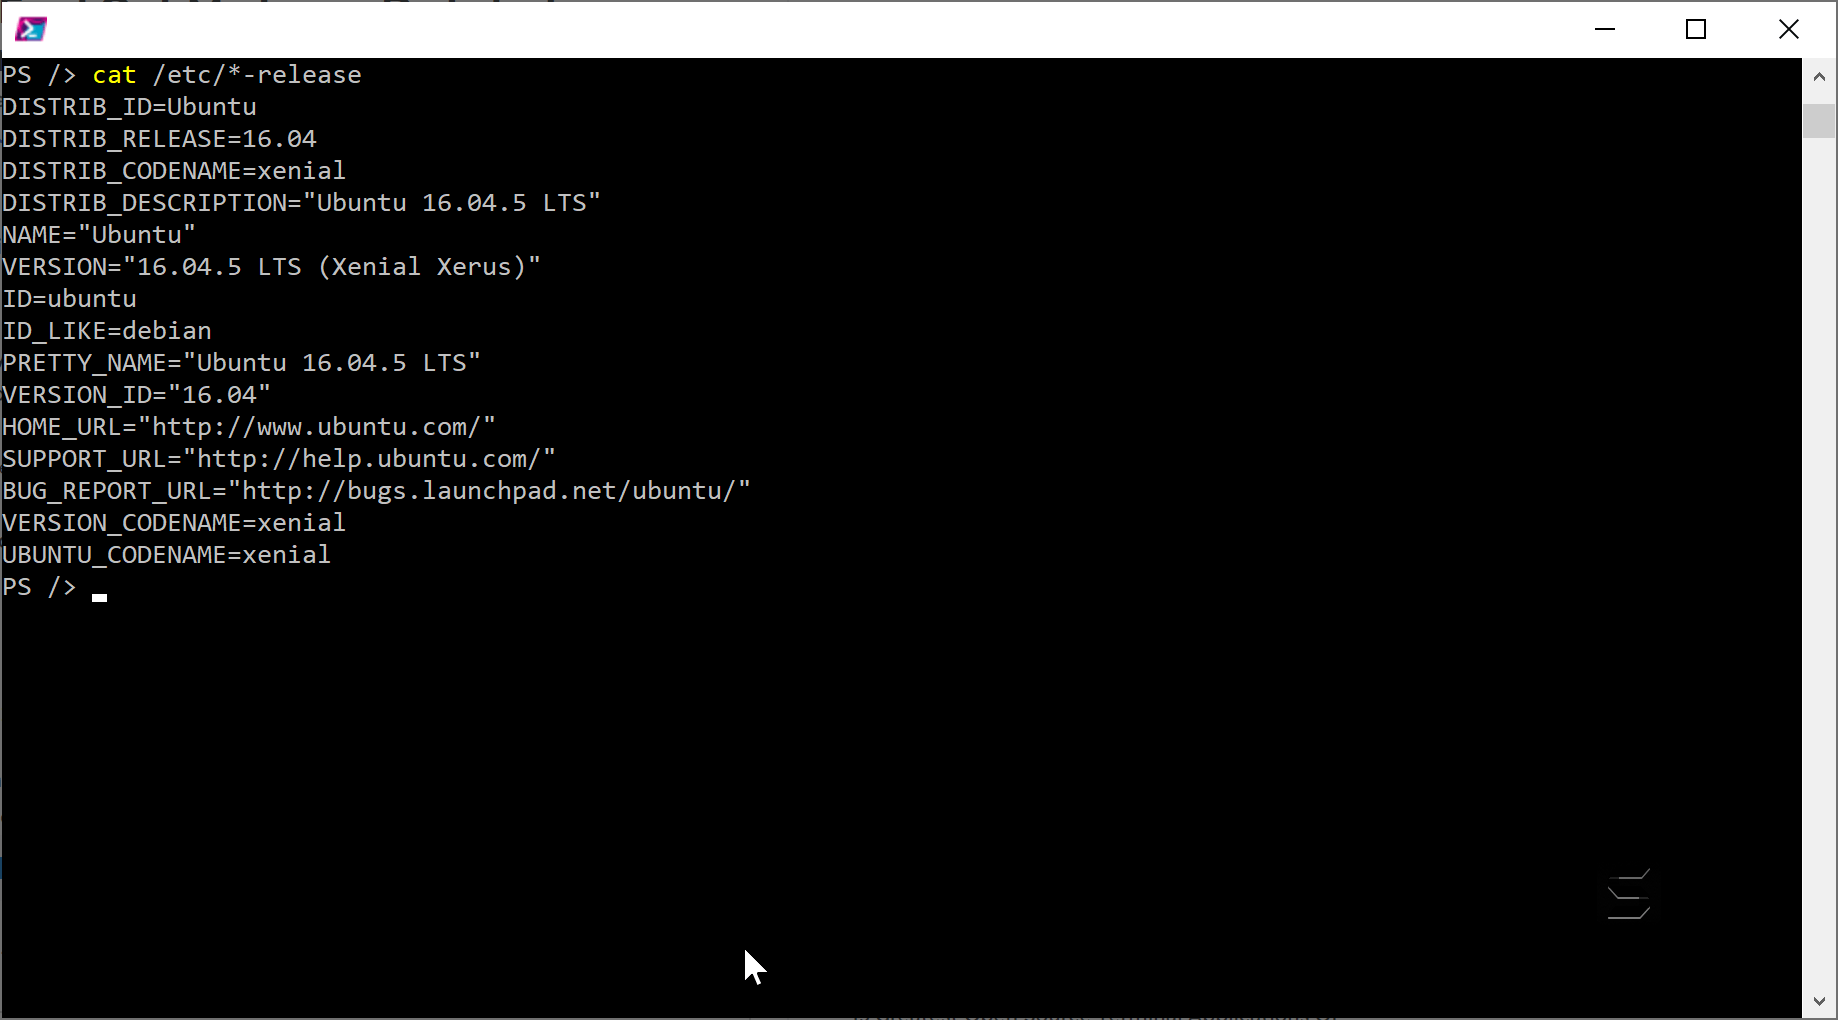 PS /> cat /etc/*-release
DISTRIB_ID=Ubuntu
DISTRIB_RELEASE=16.04
DISTRIB_CODENAME=xenial
DISTRIB_DESCRIPTION="Ubuntu 16.04.5 LTS"
NAME="Ubuntu"
VERSION="16.04.5 LTS (Xenial Xerus)"
ID=ubuntu
ID_LIKE=debian
PRETTY_NAME="Ubuntu 16.04.5 LTS"
VERSION_ID="16.04"
HOME_URL="http://www.ubuntu.com/"
SUPPORT_URL="http://help.ubuntu.com/"
BUG_REPORT_URL="http://bugs.launchpad.net/ubuntu/"
VERSION_CODENAME=xenial
UBUNTU_CODENAME=xenial
PS />